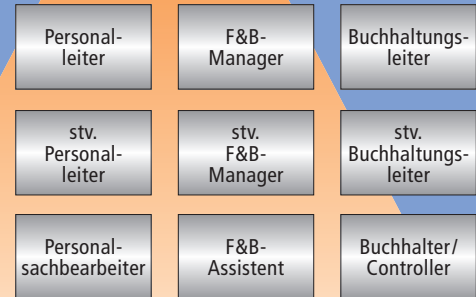 Personal-
leiter
F&B-
Manager
Buchhaltungs-
leiter
stv.
Personal-
leiter
stv.
F&B-
Manager
stv.
Buchhaltungs-
leiter
Personal-
sachbearbeiter
F&B-
Assistent
Buchhalter/
Controller